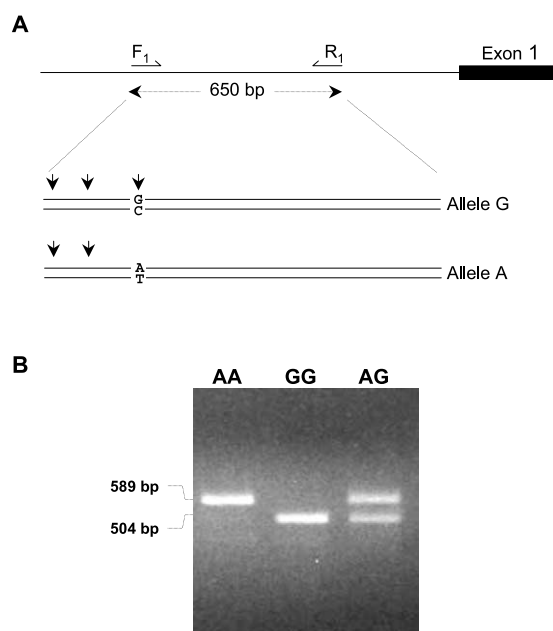 A
F1 R1 Exon 1
650 bp
G
C
Allele G
A
T
Allele A
B
AA GG AG
589 bp
504 bp